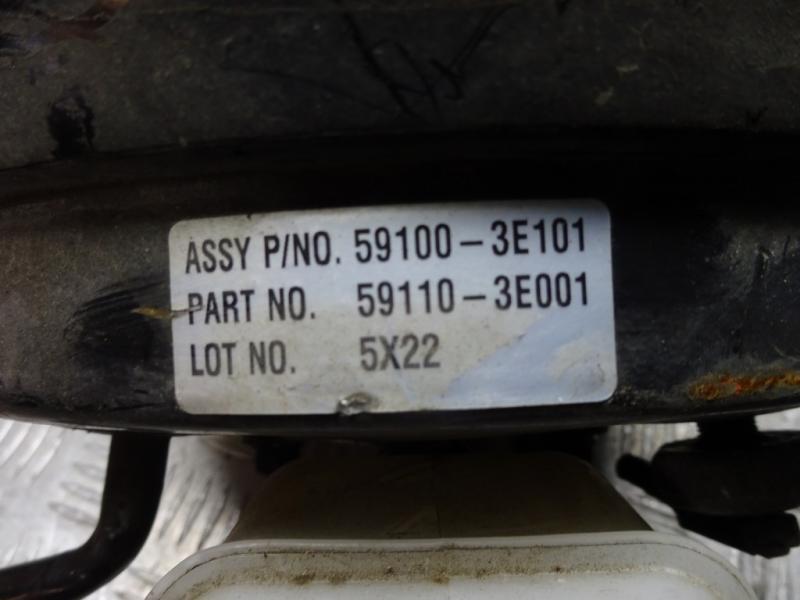 ASSY P/NO. 59100-3E101
PART NO. 59110-3E001
LOT NO. 5X22